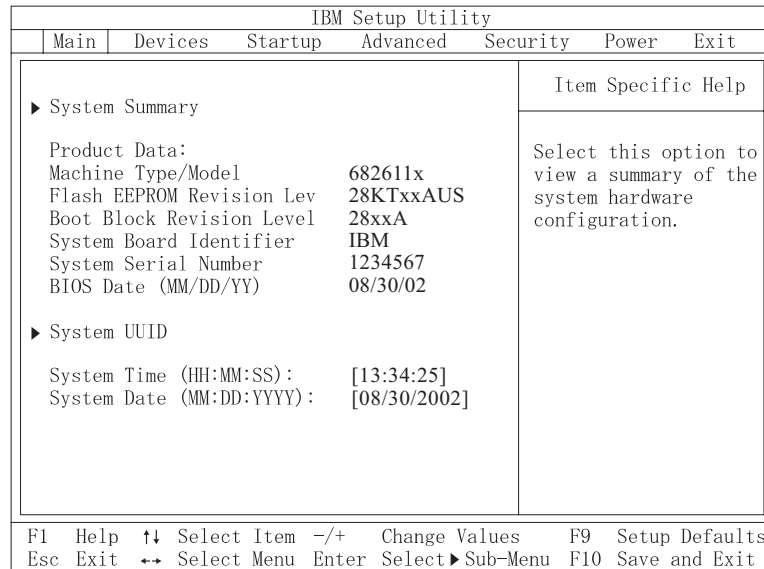 IBM Setup Utility
Main Devices Startup Advanced Security Power Exit
Item Specific Help
▶ System Summary
Product Data:
Machine Type/Model 682611x
Flash EEPROM Revision Lev 28KTxxAUS
Boot Block Revision Level 28xxA
System Board Identifier IBM
System Serial Number 1234567
BIOS Date (MM/DD/YY) 08/30/02
Select this option to
view a summary of the
system hardware
configuration.
▶ System UUID
System Time (HH:MM:SS): [13:34:25]
System Date (MM:DD:YYYY): [08/30/2002]
F1 Help ↑↓ Select Item -/+ Change Values F9 Setup Defaults
Esc Exit ←→ Select Menu Enter Select ▶ Sub-Menu F10 Save and Exit